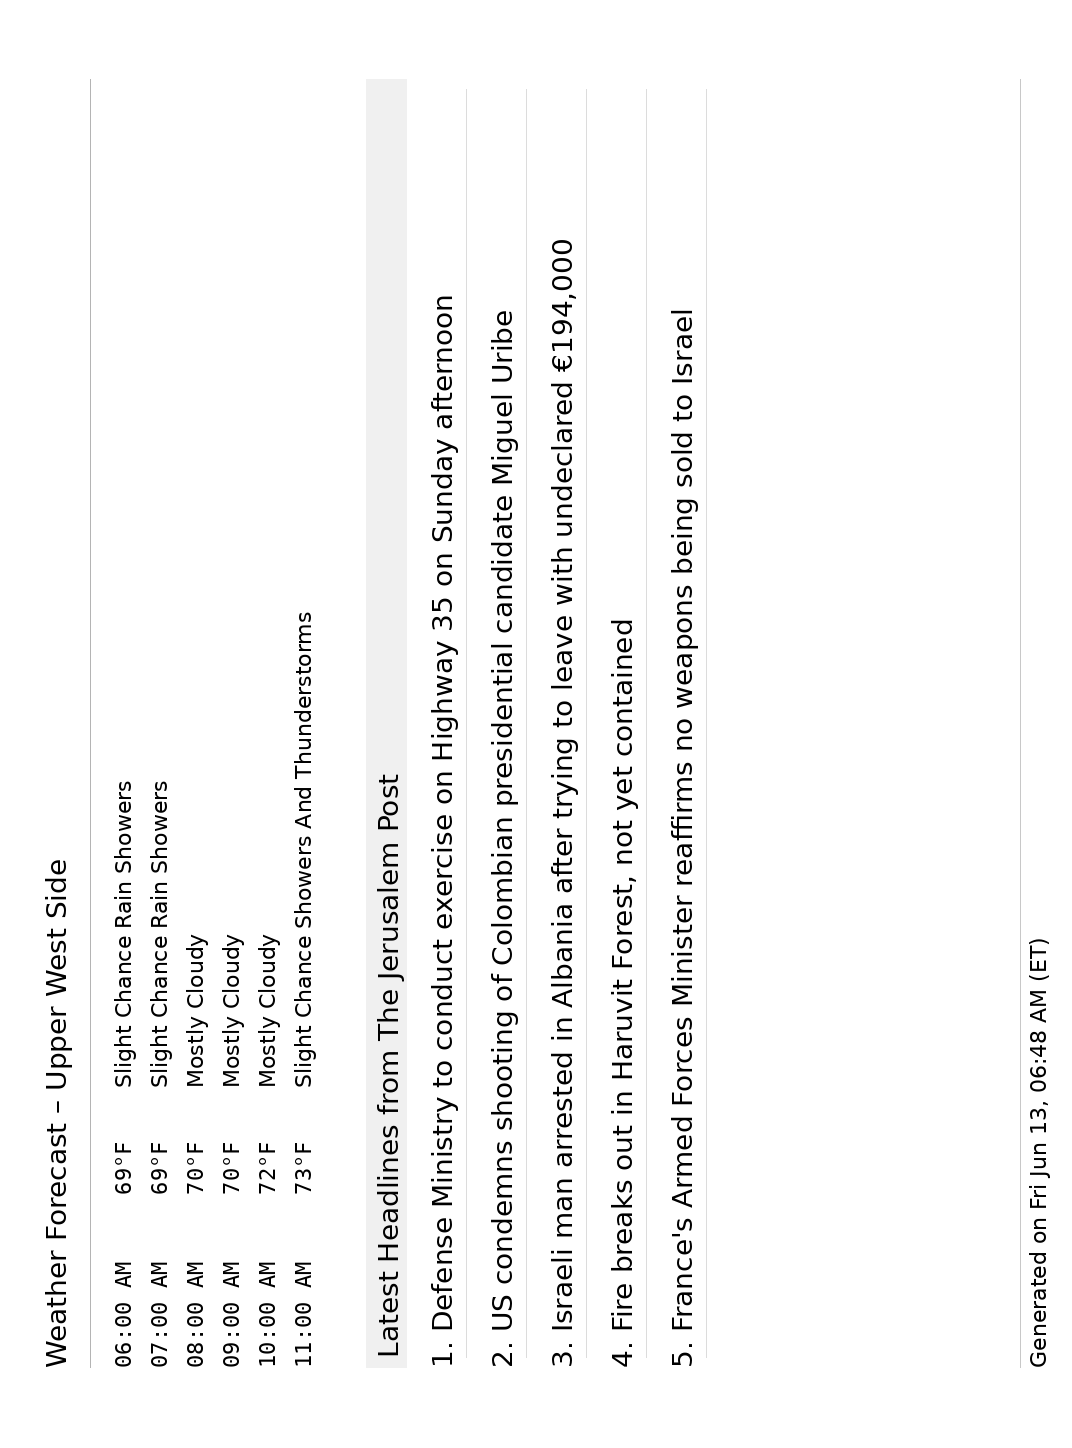 Weather Forecast – Upper West Side
06:00 AM 69°F Slight Chance Rain Showers
07:00 AM 69°F Slight Chance Rain Showers
08:00 AM 70°F Mostly Cloudy
09:00 AM 70°F Mostly Cloudy
10:00 AM 72°F Mostly Cloudy
11:00 AM 73°F Slight Chance Showers And Thunderstorms
Latest Headlines from The Jerusalem Post
1. Defense Ministry to conduct exercise on Highway 35 on Sunday afternoon
2. US condemns shooting of Colombian presidential candidate Miguel Uribe
3. Israeli man arrested in Albania after trying to leave with undeclared €194,000
4. Fire breaks out in Haruvit Forest, not yet contained
5. France's Armed Forces Minister reaffirms no weapons being sold to Israel
Generated on Fri Jun 13, 06:48 AM (ET)